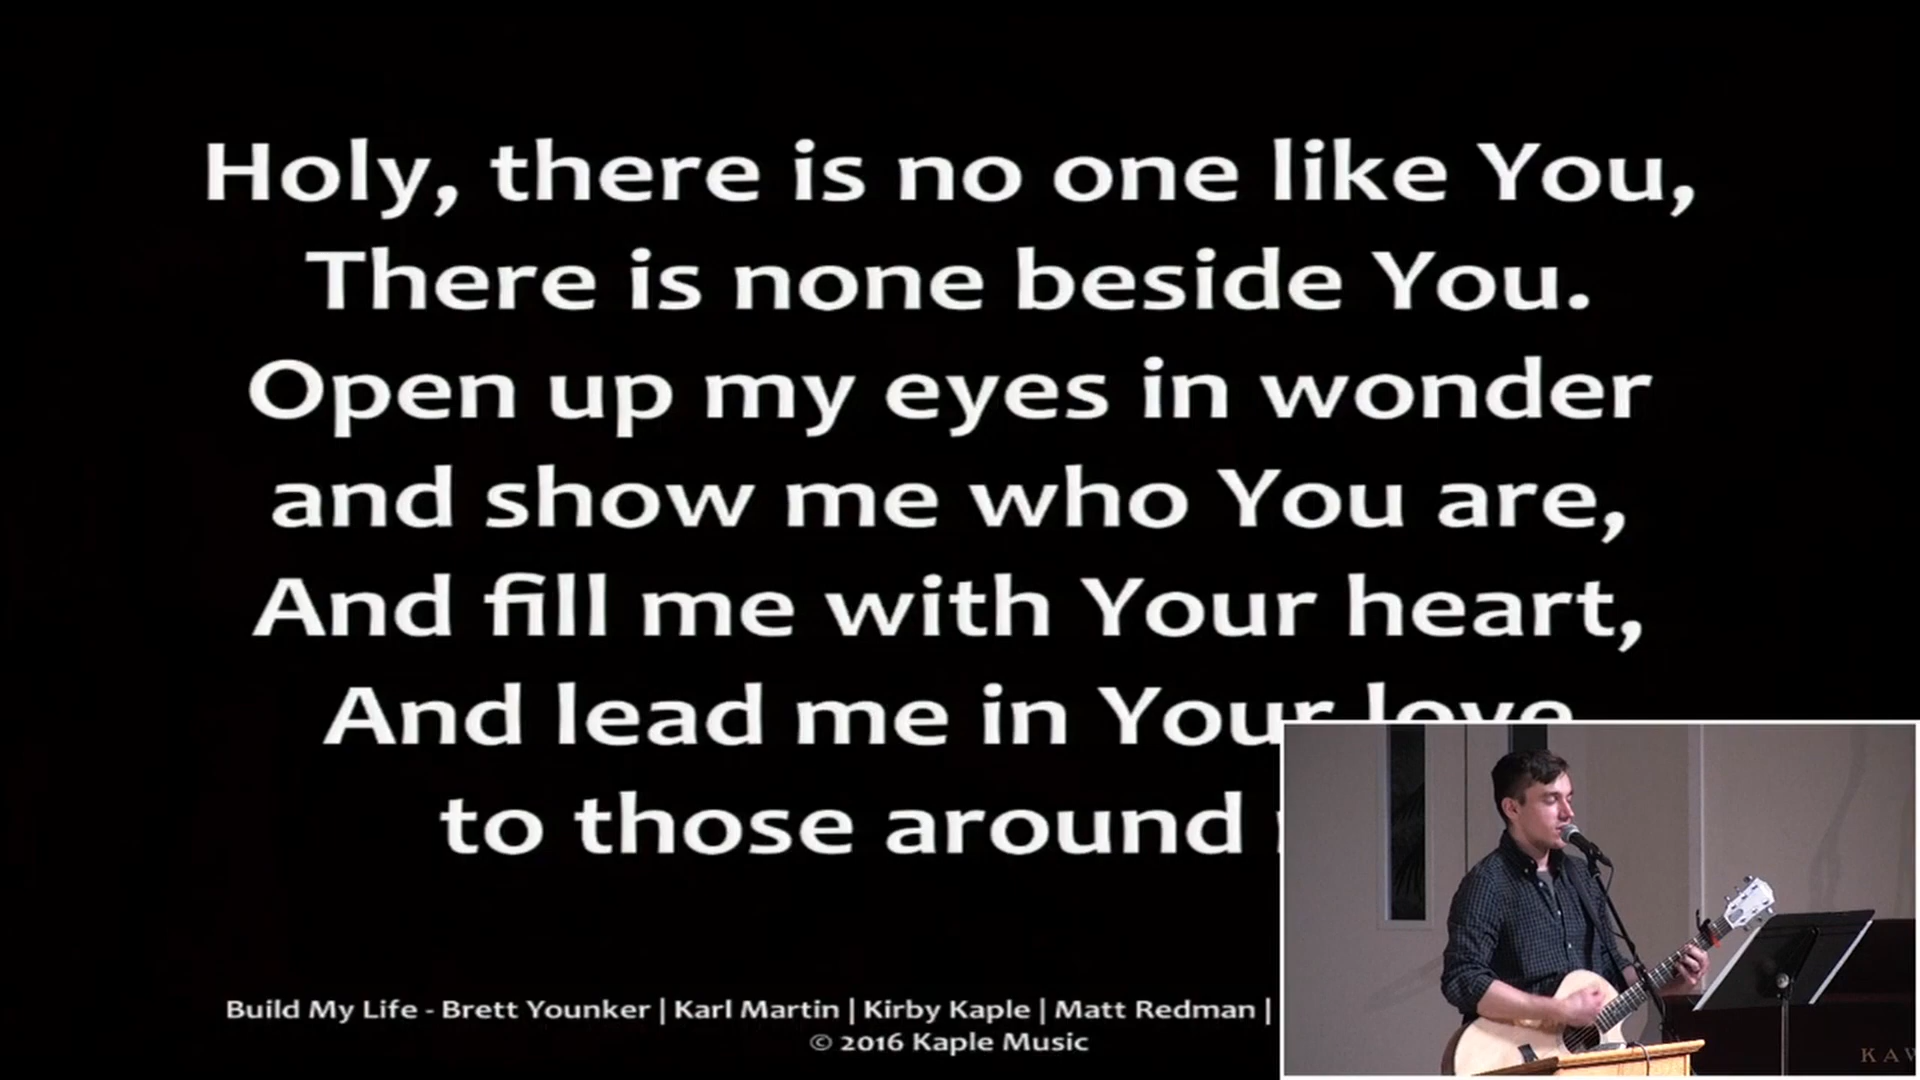 Holy, there is no one like You,
There is none beside You.
Open up my eyes in wonder
and show me who You are,
And fill me with Your heart,
And lead me in Your love
to those around
Build My Life - Brett Younker | Karl Martin | Kirby Kaple | Matt Redman |
© 2016 Kaple Music